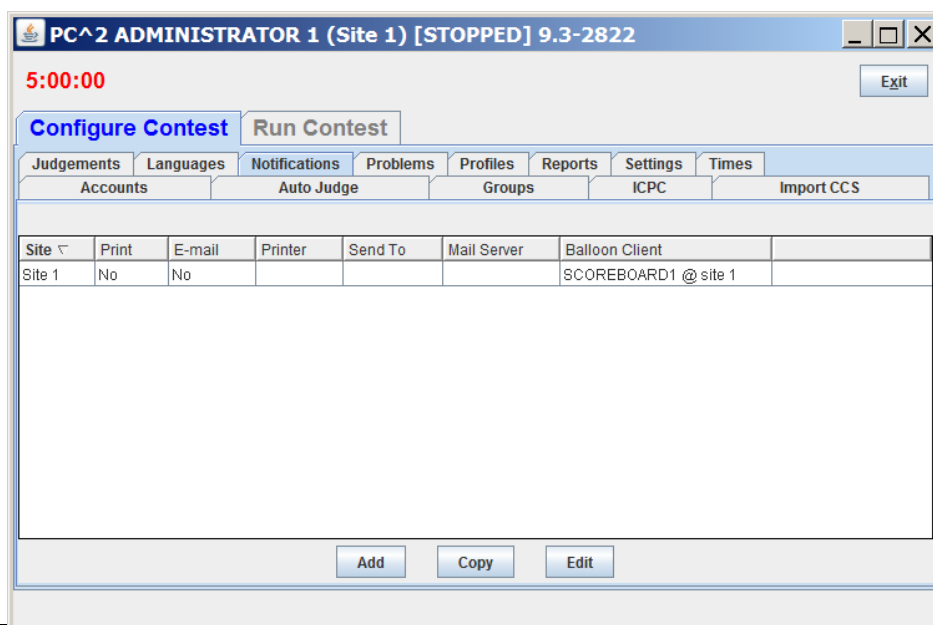 PC^2 ADMINISTRATOR 1 (Site 1) [STOPPED] 9.3-2822
5:00:00 Exit
Configure Contest Run Contest
Judgements Languages Notifications Problems Profiles Reports Settings Times
Accounts Auto Judge Groups ICPC Import CCS
Site Print E-mail Printer Send To Mail Server Balloon Client
Site 1 No No SCOREBOARD1 @ site 1
Add Copy Edit